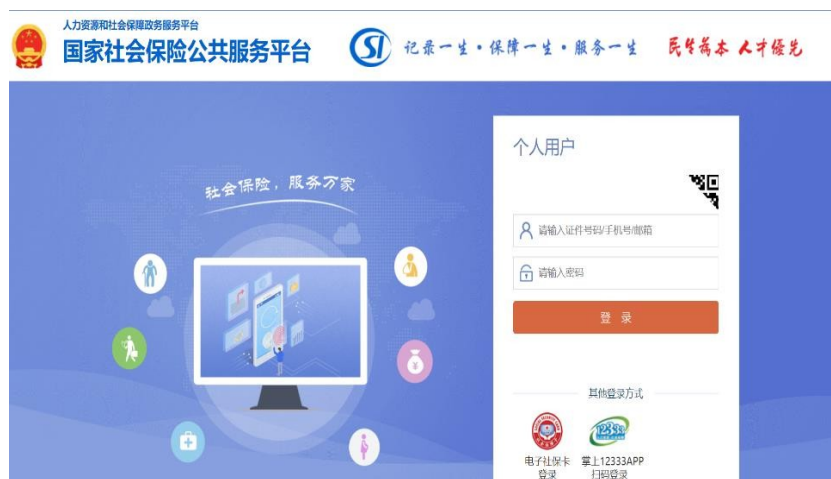 人力资源和社会保障政务服务平台
国家社会保险公共服务平台
SI
记录一生·保障一生·服务一生
民生为本 人才优先
社会保险，服务万家
个人用户
请输入证件号码/手机号/邮箱
请输入密码
登 录
其他登录方式
电子社保卡
登录
掌上12333APP
扫码登录
12333